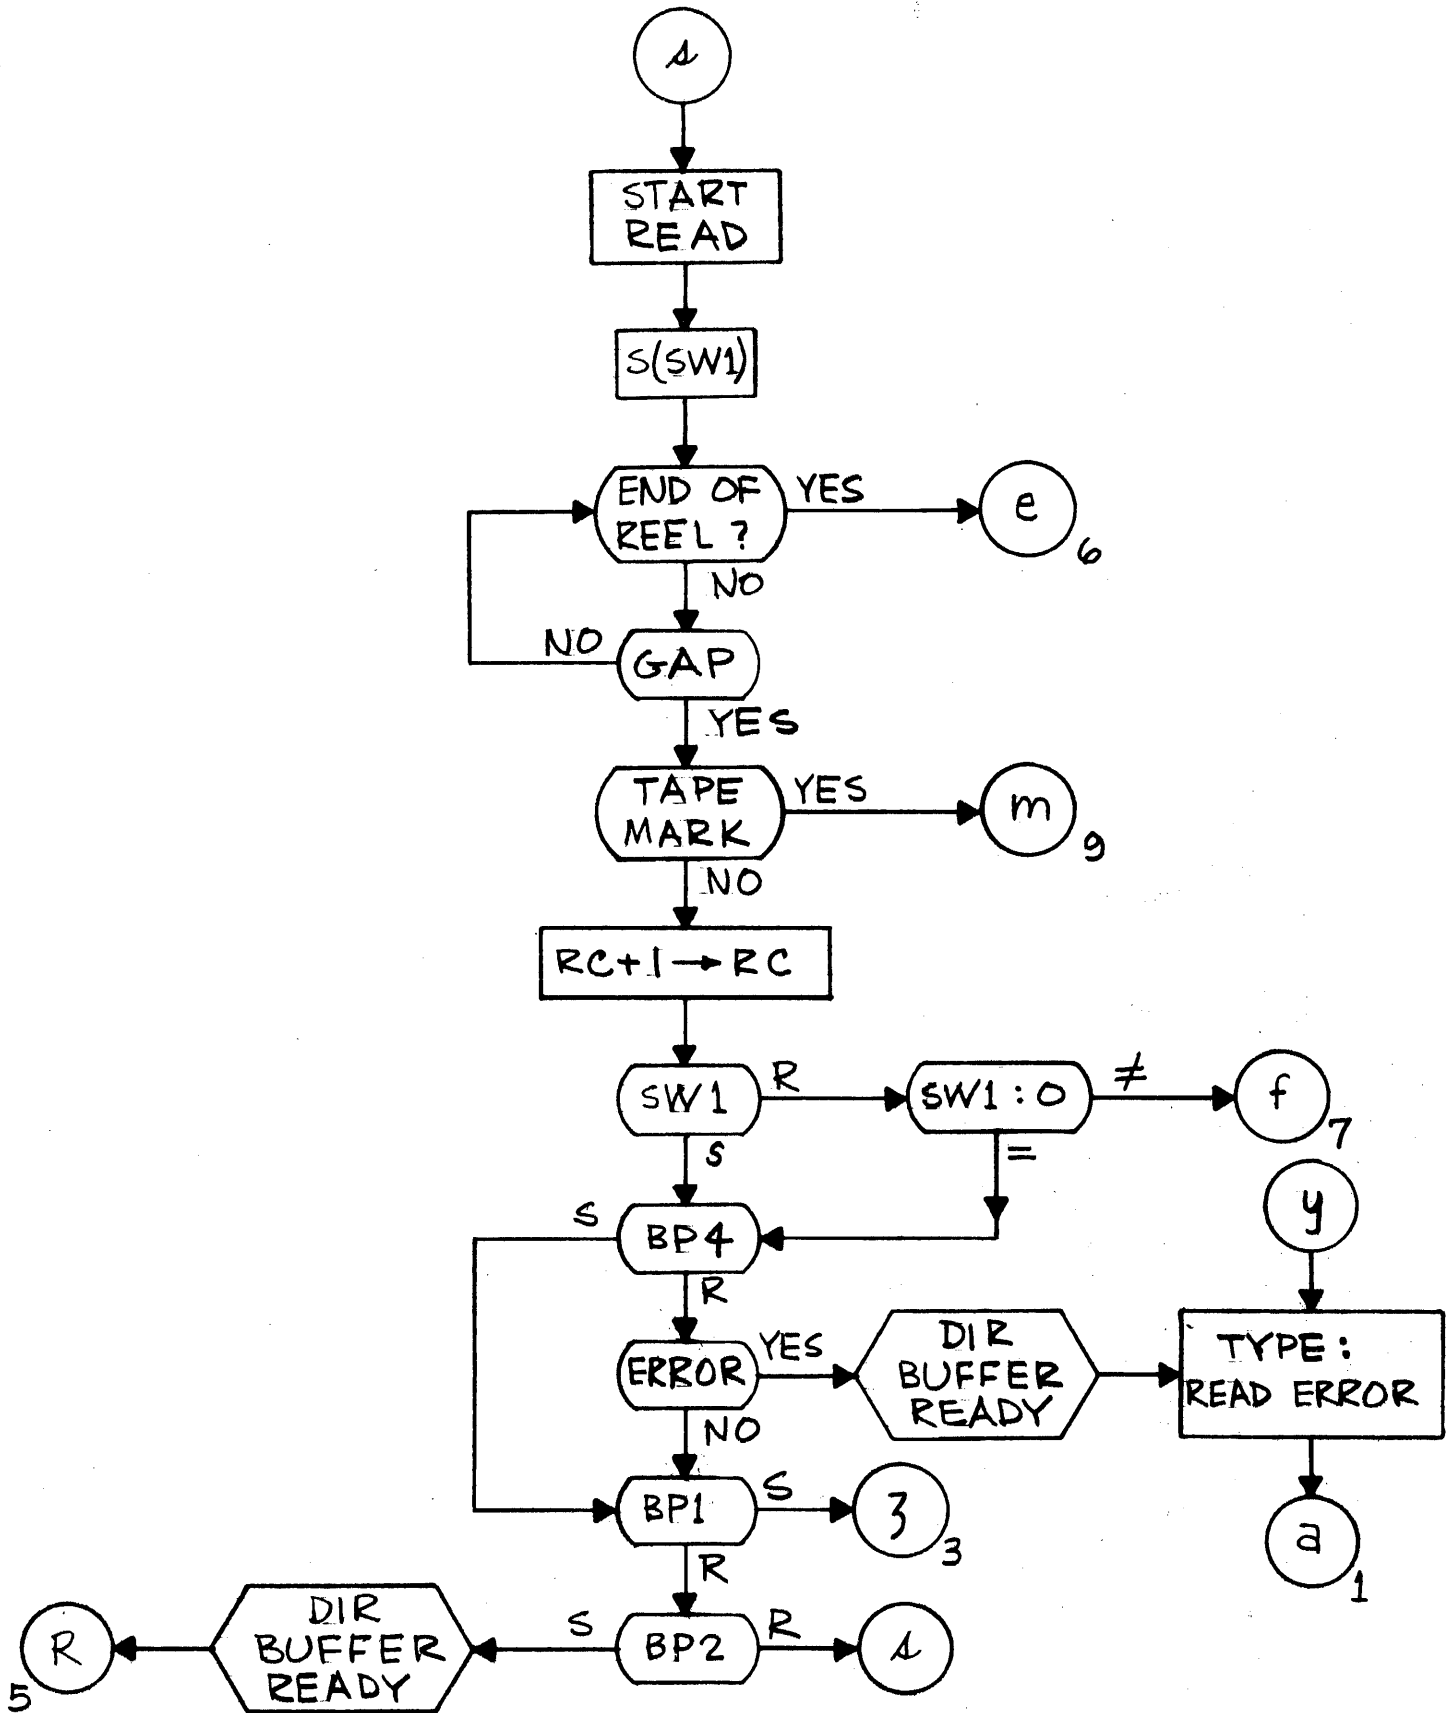 s
START
READ
S(SW1)
END OF
REEL ?
YES
e
6
NO
NO
GAP
YES
TAPE
MARK
YES
m
9
NO
RC+1→RC
SW1
R
SW1:0
≠
f
7
S
=
y
S
BP4
R
ERROR
YES
DIR
BUFFER
READY
TYPE:
READ ERROR
NO
BP1
S
z
3
a
1
R
R
5
DIR
BUFFER
READY
S
BP2
R
s